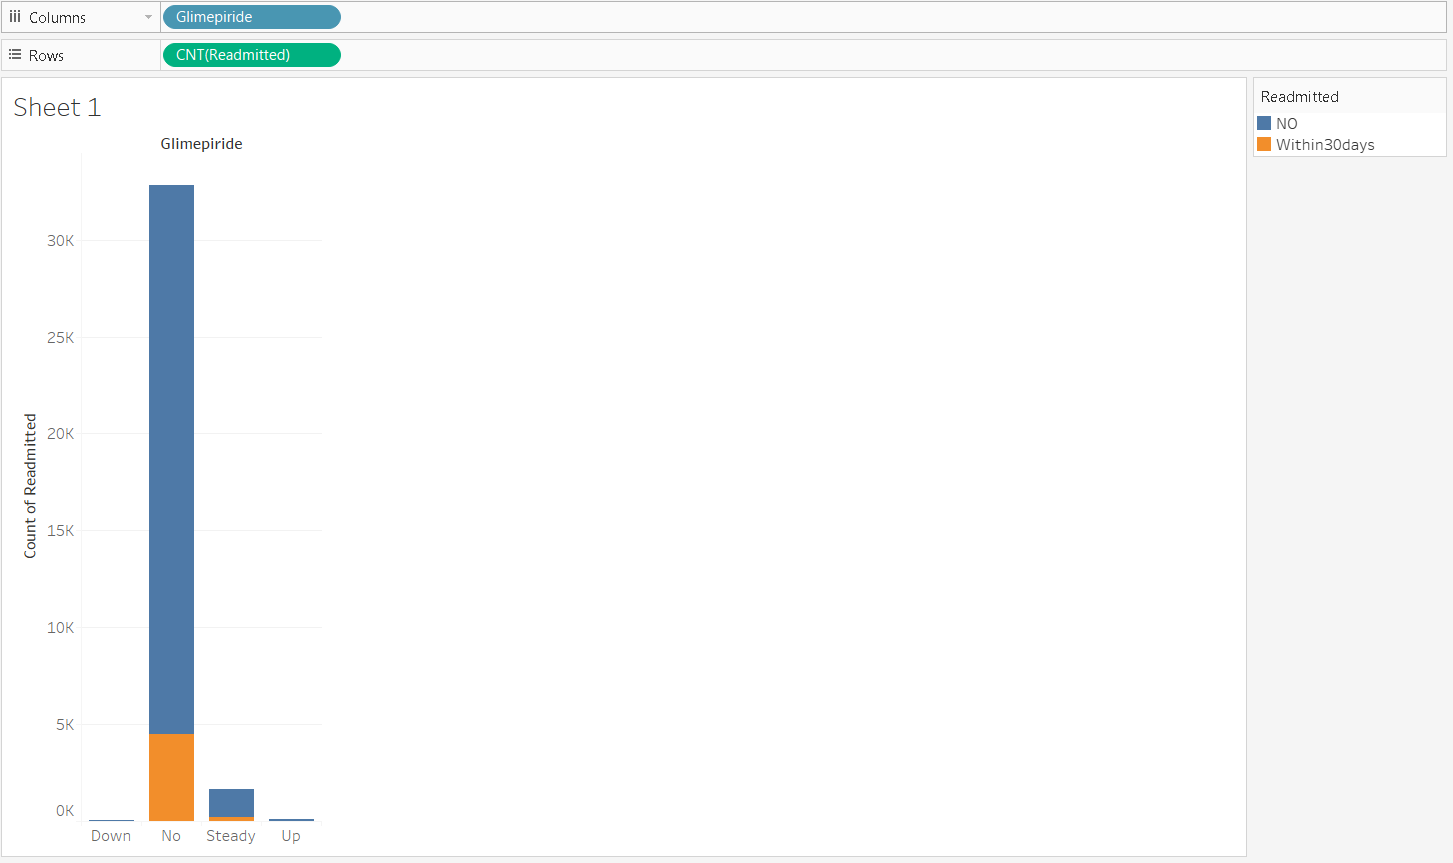 Columns
Glimepiride
Rows
CNT(Readmitted)
Sheet 1
Glimepiride
Count of Readmitted
30K
25K
20K
15K
10K
5K
0K
Down No Steady Up
Readmitted
NO
Within30days